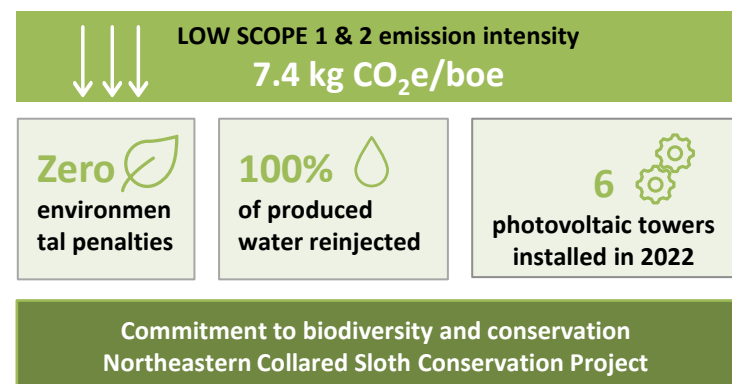 LOW SCOPE 1 & 2 emission intensity
7.4 kg CO₂e/boe
Zero
environmen
tal penalties
100%
of produced
water reinjected
6
photovoltaic towers
installed in 2022
Commitment to biodiversity and conservation
Northeastern Collared Sloth Conservation Project